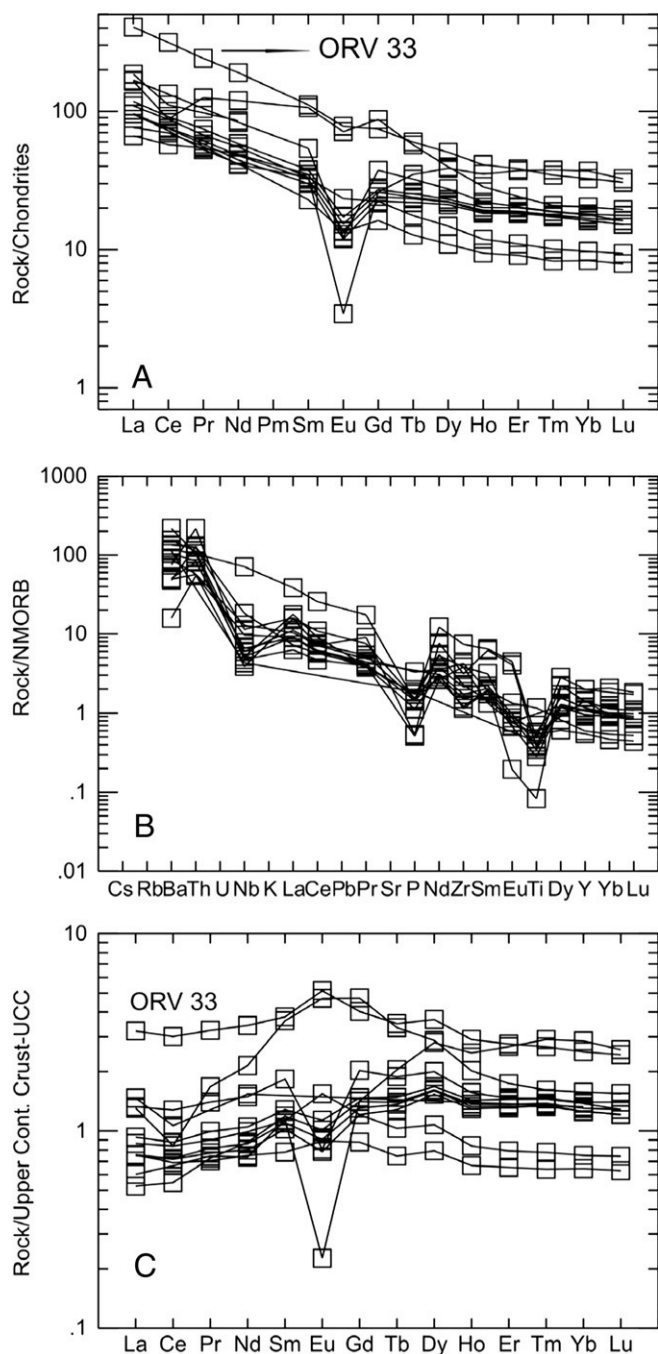 ORV 33
100
10
1
Rock/Chondrites
A
La Ce Pr Nd Pm Sm Eu Gd Tb Dy Ho Er Tm Yb Lu
1000
100
10
1
.1
.01
Rock/NMORB
B
Cs Rb Ba Th U Nb K La Ce Pb Pr Sr P Nd Zr Sm Eu Ti Dy Y Yb Lu
10
ORV 33
1
.1
Rock/Upper Cont. Crust-UCC
C
La Ce Pr Nd Sm Eu Gd Tb Dy Ho Er Tm Yb Lu